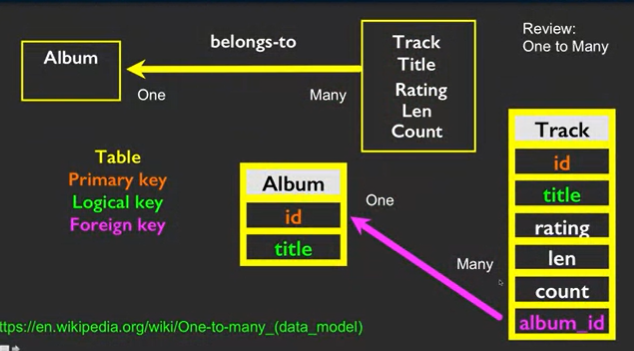 Review:
One to Many
belongs-to
Album
One
Many
Track
Title
Rating
Len
Count
Table
Primary key
Logical key
Foreign key
Album
id
title
One
Many
Track
id
title
rating
len
count
album_id
ttps://en.wikipedia.org/wiki/One-to-many_(data_model)